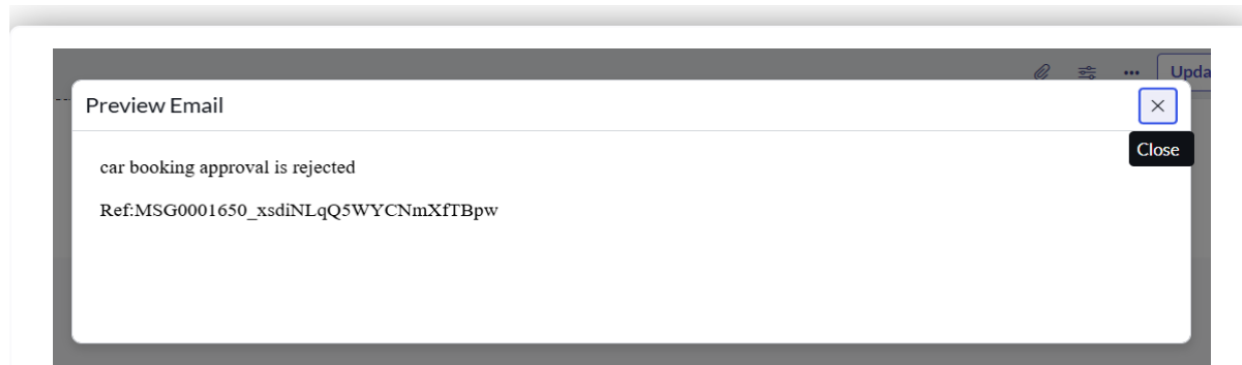 Upda
Preview Email
Close
car booking approval is rejected
Ref:MSG0001650_xsdiNLqQ5WYCNmXfTBpw